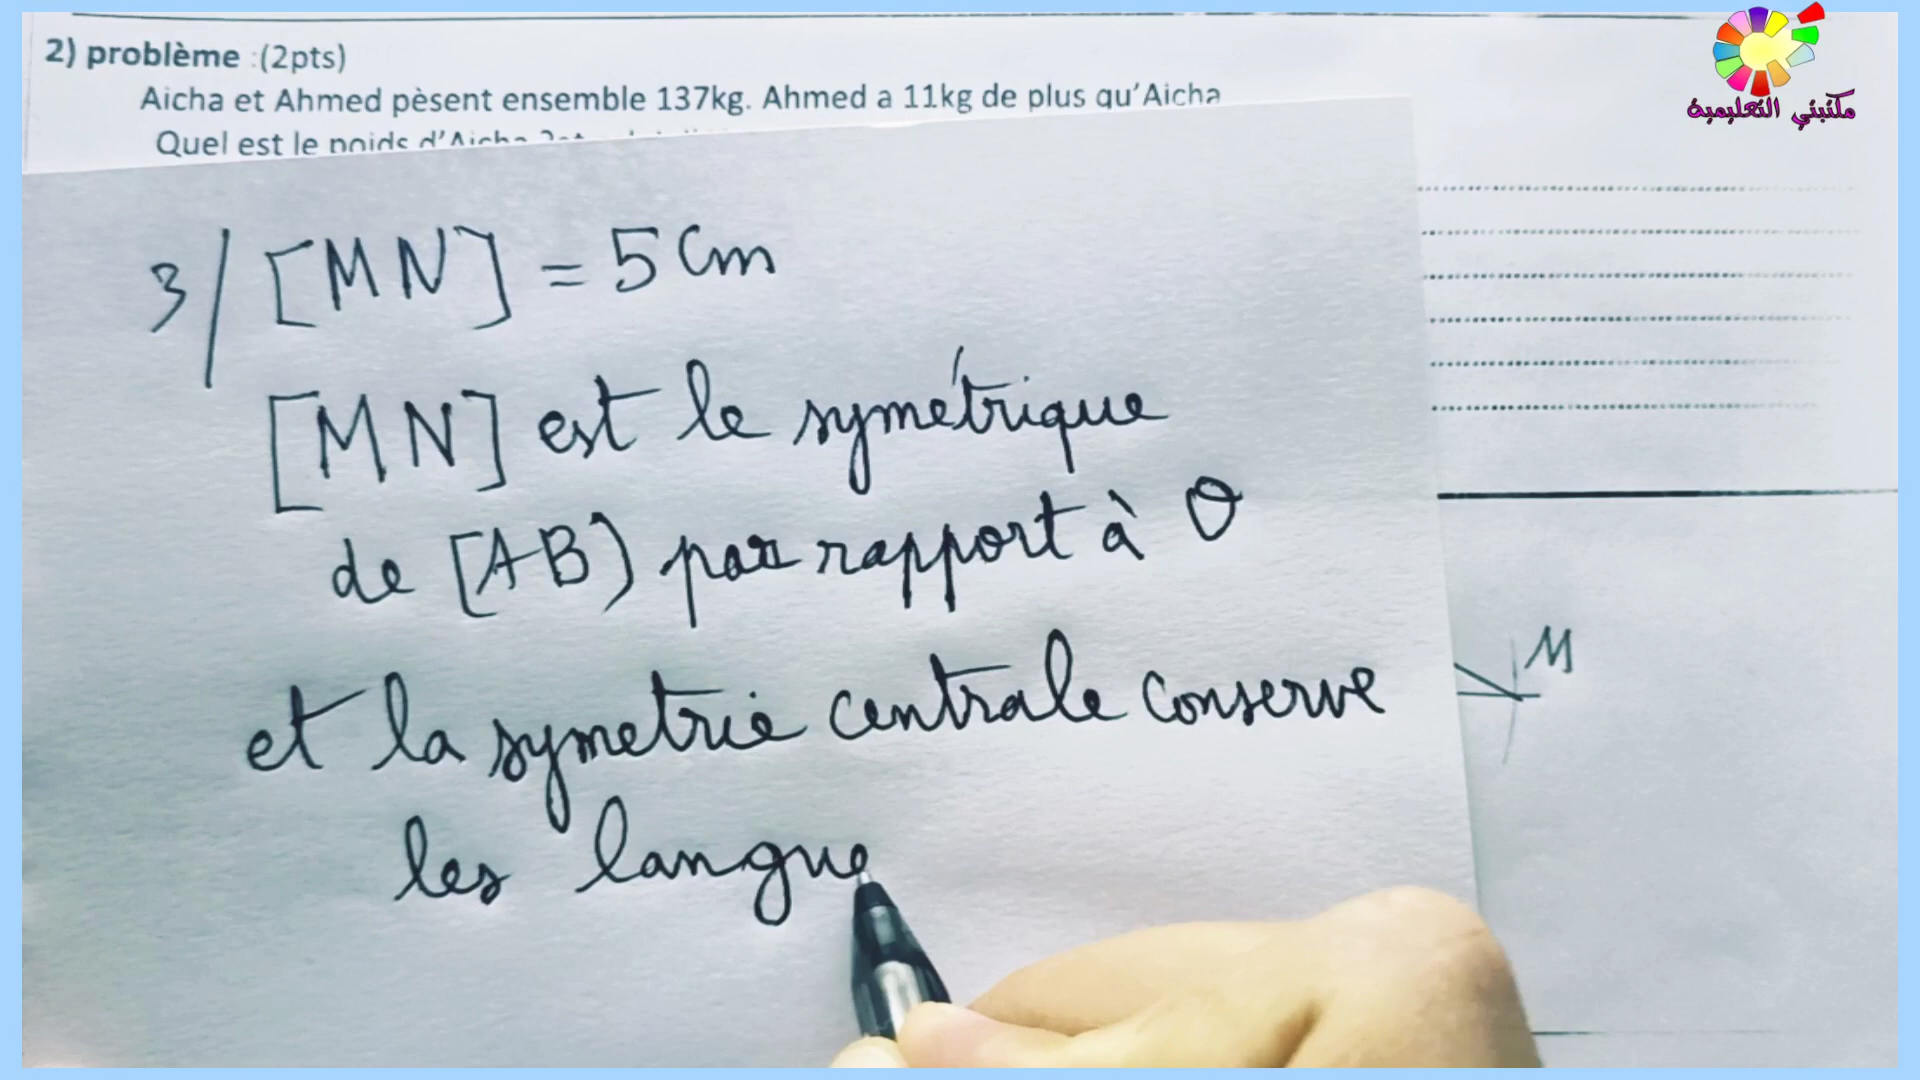 2) problème :(2pts)
Aicha et Ahmed pèsent ensemble 137kg. Ahmed a 11kg de plus qu'Aicha
Quel est le poids d'Aicha
مكتبتي التعليمية
3/ [MN] = 5 Cm
[MN] est le symétrique
de [AB] par rapport à O
et la symetrie centrale conserve
les langue
M